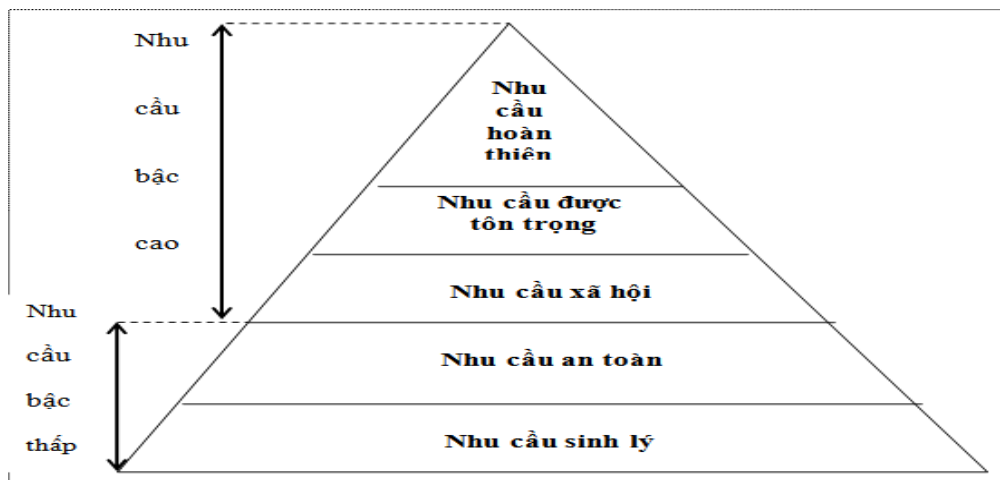 Nhu
cầu
bậc
cao
Nhu
cầu
bậc
thấp
Nhu
cầu
hoàn
thiện
Nhu cầu được
tôn trọng
Nhu cầu xã hội
Nhu cầu an toàn
Nhu cầu sinh lý